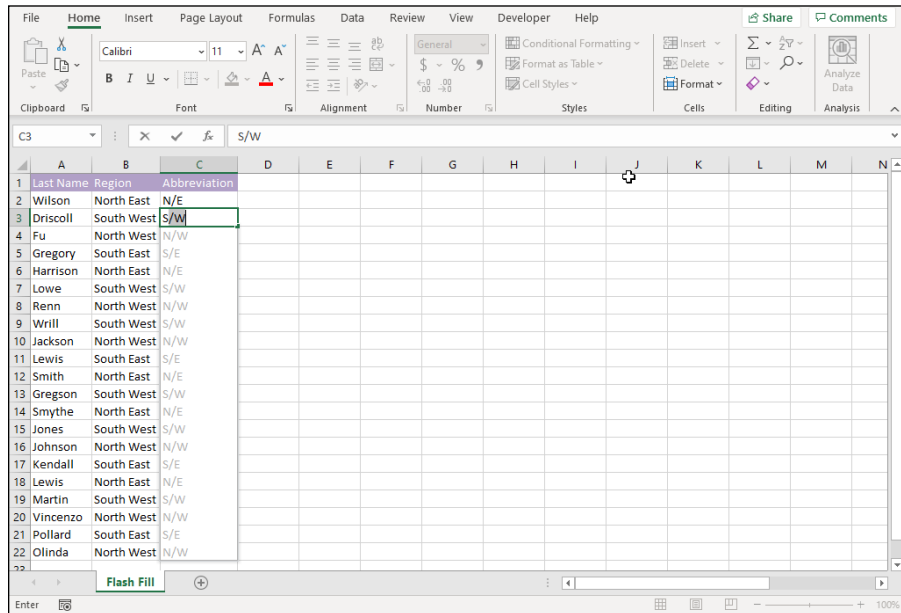 File Home Insert Page Layout Formulas Data Review View Developer Help Share Comments
Calibri 11 A^ A˅ ab General Conditional Formatting Insert Σ
Paste B I U A $ % 9 Format as Table Delete Analyze
Cell Styles Format Data
Clipboard Font Alignment Number Styles Cells Editing Analysis
C3 fx S/W
A B C D E F G H I J K L M N
1 Last Name Region Abbreviation
2 Wilson North East N/E
3 Driscoll South West S/W
4 Fu North West N/W
5 Gregory South East S/E
6 Harrison North East N/E
7 Lowe South West S/W
8 Renn North West N/W
9 Wrill South West S/W
10 Jackson North West N/W
11 Lewis South East S/E
12 Smith North East N/E
13 Gregson South West S/W
14 Smythe North East N/E
15 Jones South West S/W
16 Johnson North West N/W
17 Kendall South East S/E
18 Lewis North East N/E
19 Martin South West S/W
20 Vincenzo North West N/W
21 Pollard South East S/E
22 Olinda North West N/W
23
Flash Fill
Enter 100%